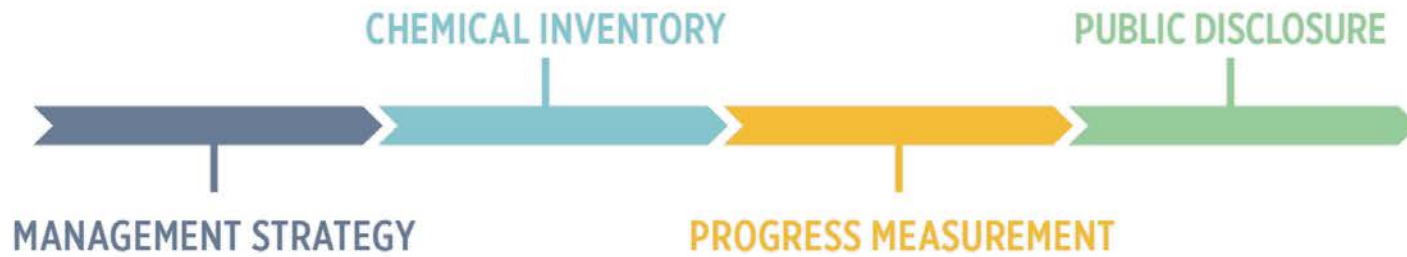 CHEMICAL INVENTORY
PUBLIC DISCLOSURE
MANAGEMENT STRATEGY
PROGRESS MEASUREMENT